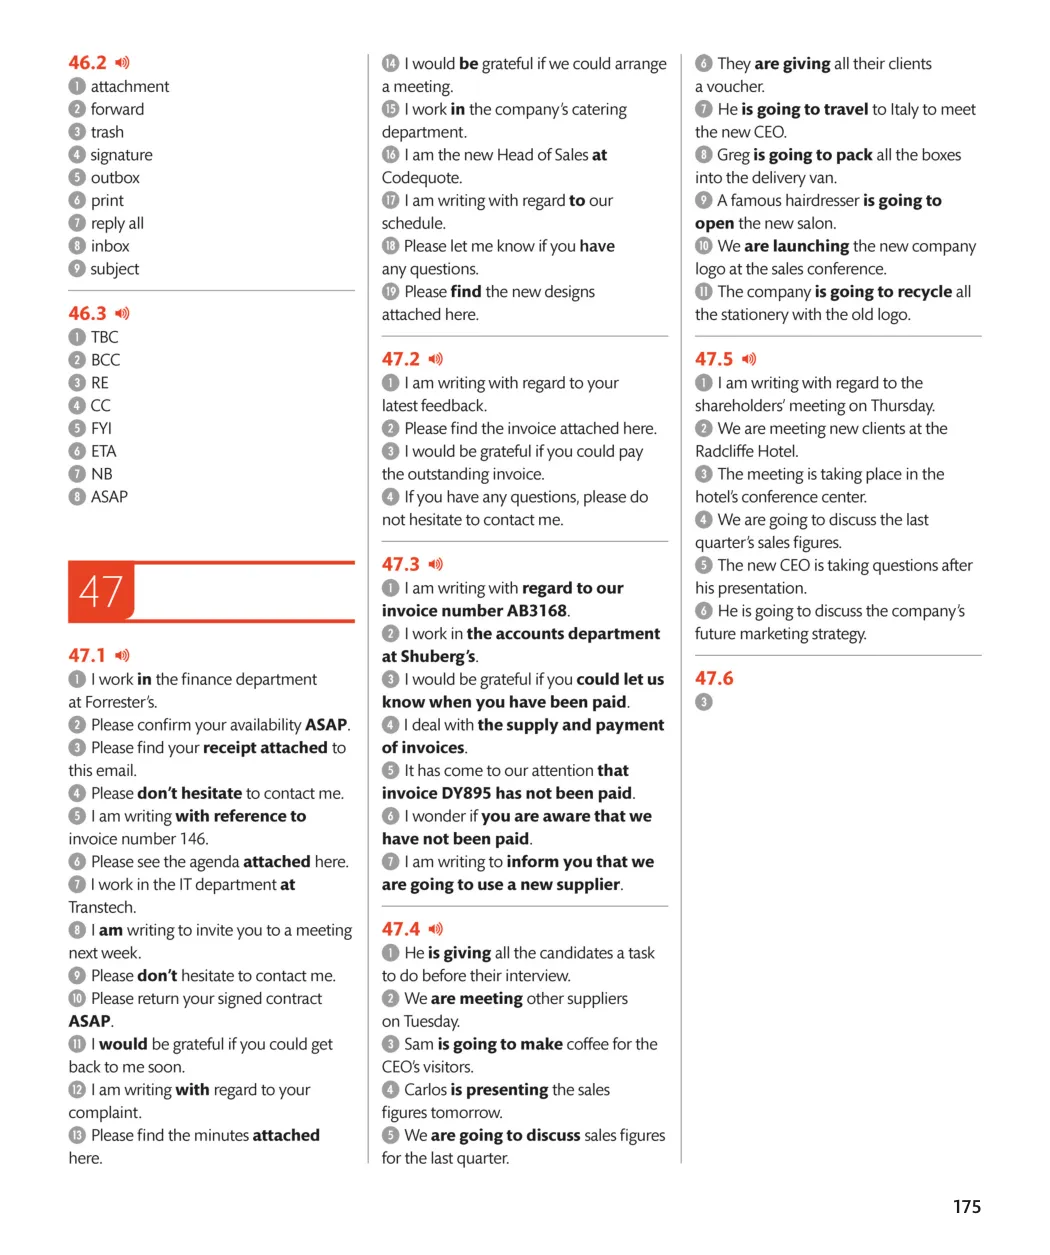 46.2
1 attachment
2 forward
3 trash
4 signature
5 outbox
6 print
7 reply all
8 inbox
9 subject
46.3
1 TBC
2 BCC
3 RE
4 CC
5 FYI
6 ETA
7 NB
8 ASAP
47
47.1
1 I work in the finance department
at Forrester’s.
2 Please confirm your availability ASAP.
3 Please find your receipt attached to
this email.
4 Please don’t hesitate to contact me.
5 I am writing with reference to
invoice number 146.
6 Please see the agenda attached here.
7 I work in the IT department at
Transtech.
8 I am writing to invite you to a meeting
next week.
9 Please don’t hesitate to contact me.
10 Please return your signed contract
ASAP.
11 I would be grateful if you could get
back to me soon.
12 I am writing with regard to your
complaint.
13 Please find the minutes attached
here.
14 I would be grateful if we could arrange
a meeting.
15 I work in the company’s catering
department.
16 I am the new Head of Sales at
Codequote.
17 I am writing with regard to our
schedule.
18 Please let me know if you have
any questions.
19 Please find the new designs
attached here.
47.2
1 I am writing with regard to your
latest feedback.
2 Please find the invoice attached here.
3 I would be grateful if you could pay
the outstanding invoice.
4 If you have any questions, please do
not hesitate to contact me.
47.3
1 I am writing with regard to our
invoice number AB3168.
2 I work in the accounts department
at Shuberg’s.
3 I would be grateful if you could let us
know when you have been paid.
4 I deal with the supply and payment
of invoices.
5 It has come to our attention that
invoice DY895 has not been paid.
6 I wonder if you are aware that we
have not been paid.
7 I am writing to inform you that we
are going to use a new supplier.
47.4
1 He is giving all the candidates a task
to do before their interview.
2 We are meeting other suppliers
on Tuesday.
3 Sam is going to make coffee for the
CEO’s visitors.
4 Carlos is presenting the sales
figures tomorrow.
5 We are going to discuss sales figures
for the last quarter.
6 They are giving all their clients
a voucher.
7 He is going to travel to Italy to meet
the new CEO.
8 Greg is going to pack all the boxes
into the delivery van.
9 A famous hairdresser is going to
open the new salon.
10 We are launching the new company
logo at the sales conference.
11 The company is going to recycle all
the stationery with the old logo.
47.5
1 I am writing with regard to the
shareholders’ meeting on Thursday.
2 We are meeting new clients at the
Radcliffe Hotel.
3 The meeting is taking place in the
hotel’s conference center.
4 We are going to discuss the last
quarter’s sales figures.
5 The new CEO is taking questions after
his presentation.
6 He is going to discuss the company’s
future marketing strategy.
47.6
3
175